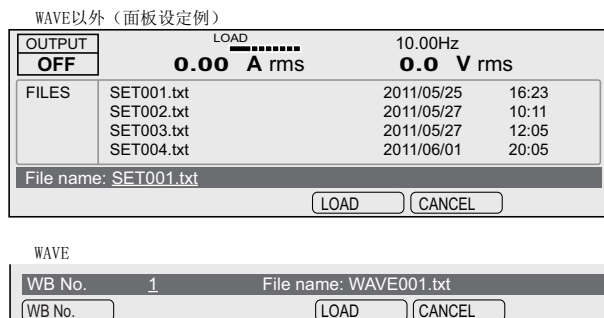 WAVE以外（面板设定例）
OUTPUT LOAD 10.00Hz
OFF 0.00 A rms 0.0 V rms
FILES SET001.txt 2011/05/25 16:23
SET002.txt 2011/05/27 10:11
SET003.txt 2011/05/27 12:05
SET004.txt 2011/06/01 20:05
File name: SET001.txt
LOAD CANCEL
WAVE
WB No. 1 File name: WAVE001.txt
WB No. LOAD CANCEL